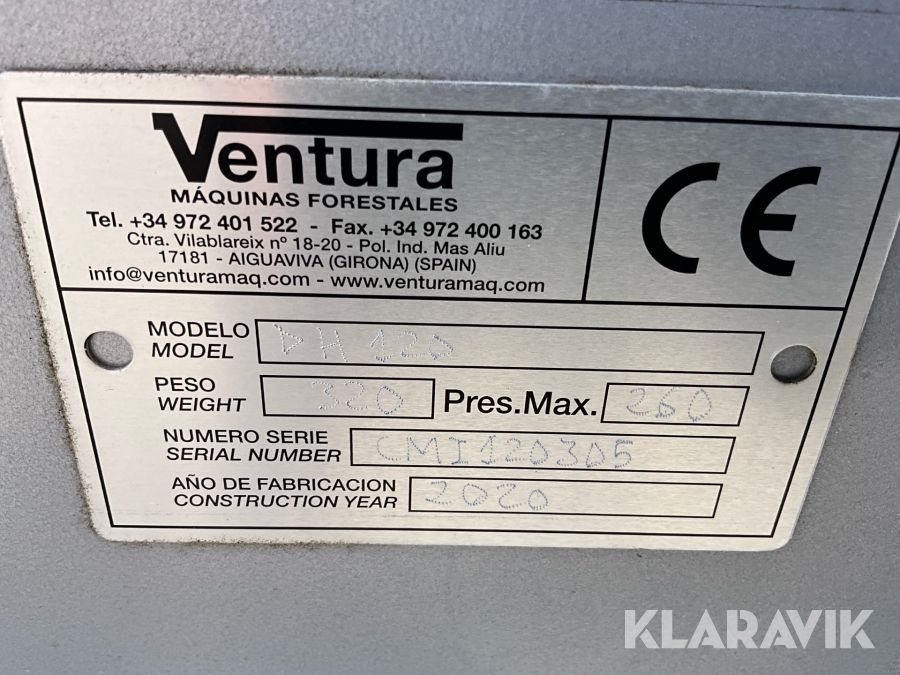 Ventura
MÁQUINAS FORESTALES
Tel. +34 972 401 522 - Fax. +34 972 400 163
Ctra. Vilablareix nº 18-20 - Pol. Ind. Mas Aliu
17181 - AIGUAVIVA (GIRONA) (SPAIN)
info@venturamaq.com - www.venturamaq.com
CE
MODELO
MODEL
DH 120
PESO
WEIGHT
320
Pres.Max.
260
NUMERO SERIE
SERIAL NUMBER
CMI120305
AÑO DE FABRICACION
CONSTRUCTION YEAR
2020
KLARAVIK